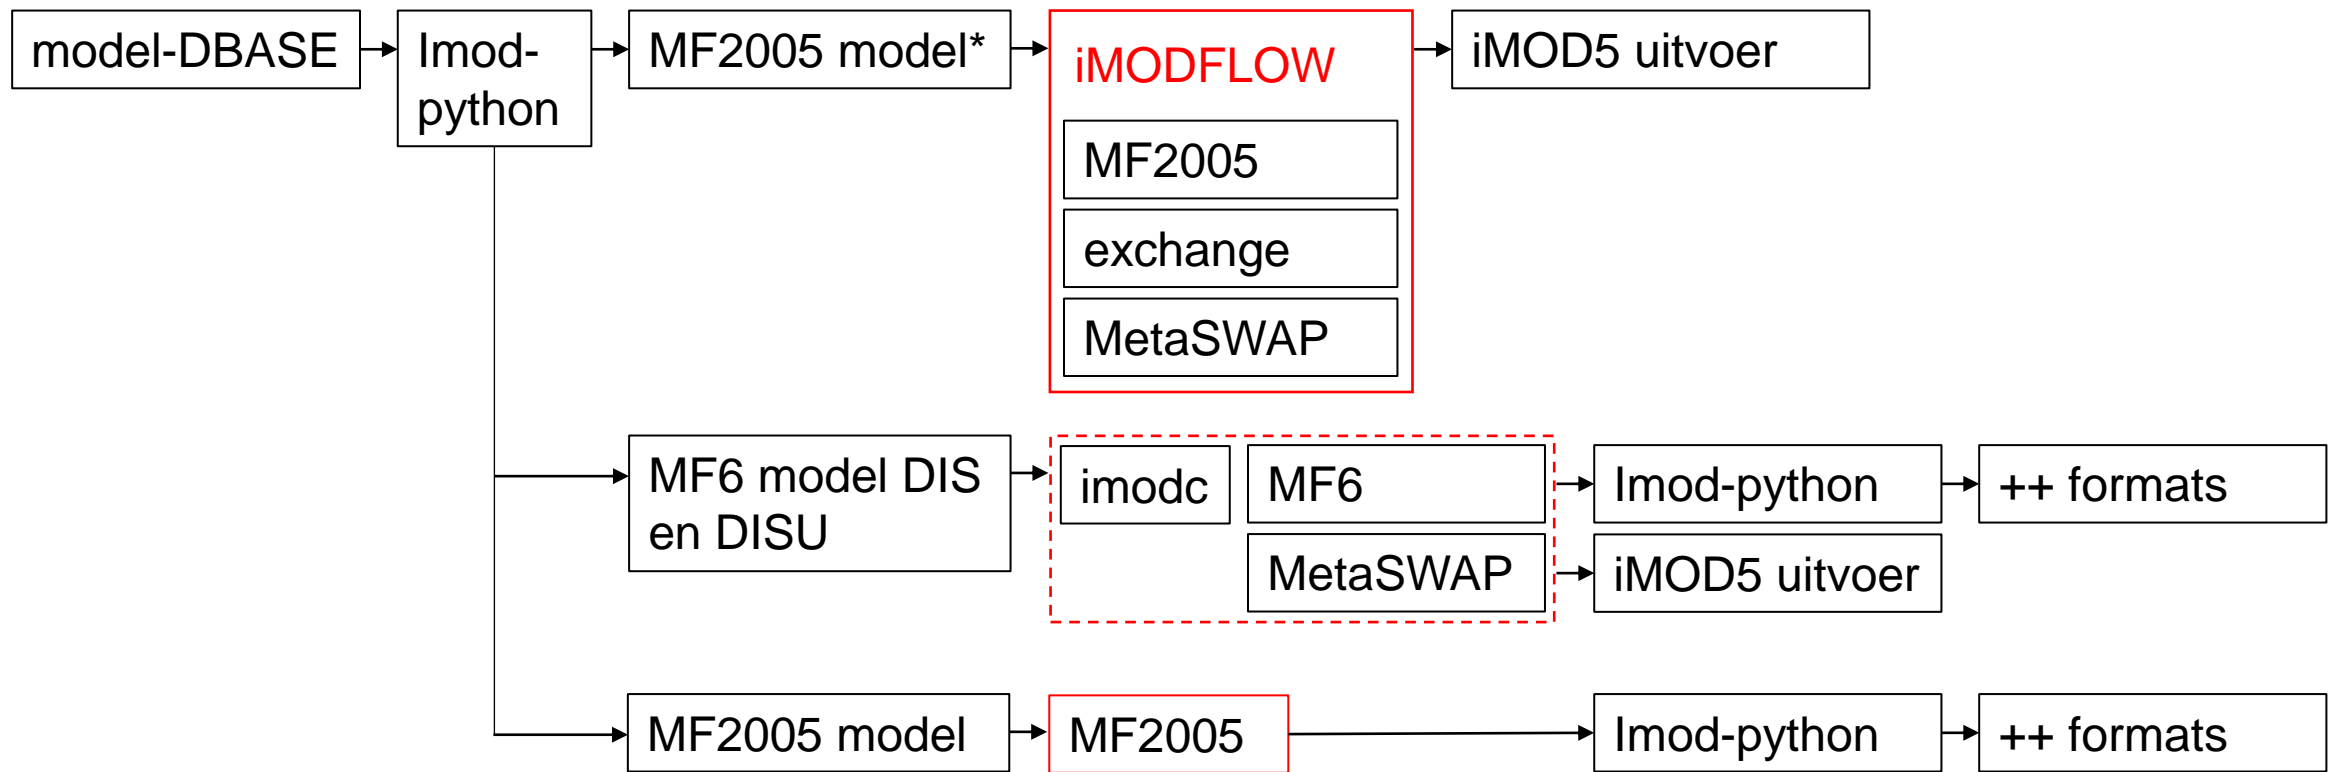 model-DBASE
Imod-
python
MF2005 model*
iMODFLOW
MF2005
exchange
MetaSWAP
iMOD5 uitvoer
MF6 model DIS
en DISU
imodc
MF6
MetaSWAP
Imod-python
++ formats
iMOD5 uitvoer
MF2005 model
MF2005
Imod-python
++ formats